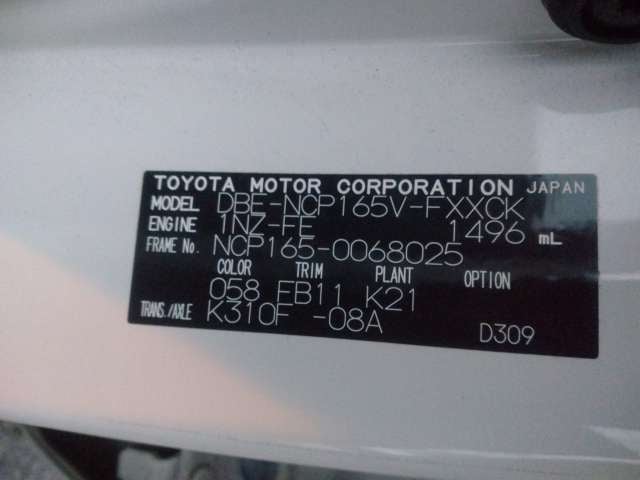 TOYOTA MOTOR CORPORATION JAPAN
MODEL DBE-NCP165V-FXXCK
ENGINE 1NZ-FE 1496 mL
FRAME No. NCP165-0068025
COLOR TRIM PLANT OPTION
058 FB11 K21
TRANS./AXLE K310F -08A
D309